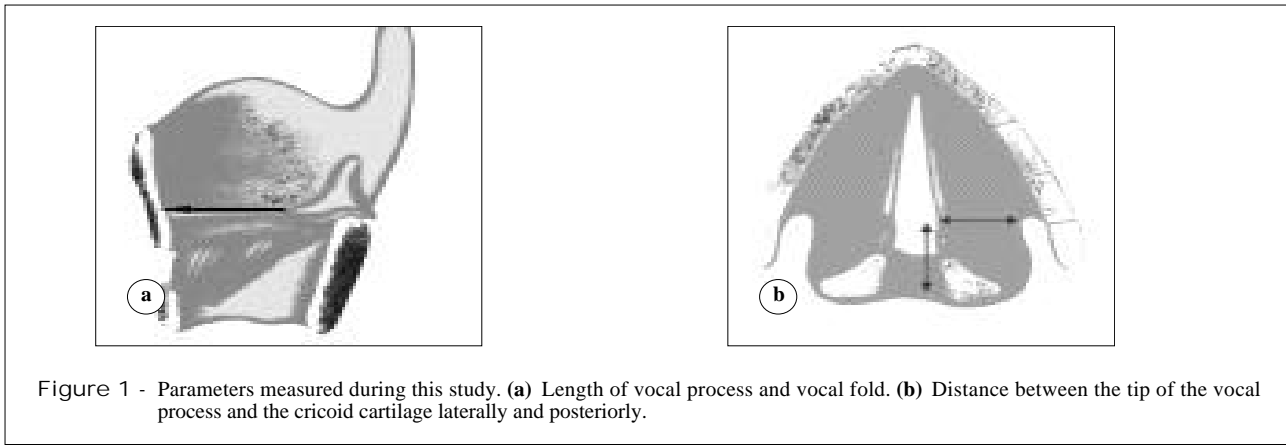 a
b
Figure 1 - Parameters measured during this study. (a) Length of vocal process and vocal fold. (b) Distance between the tip of the vocal
process and the cricoid cartilage laterally and posteriorly.